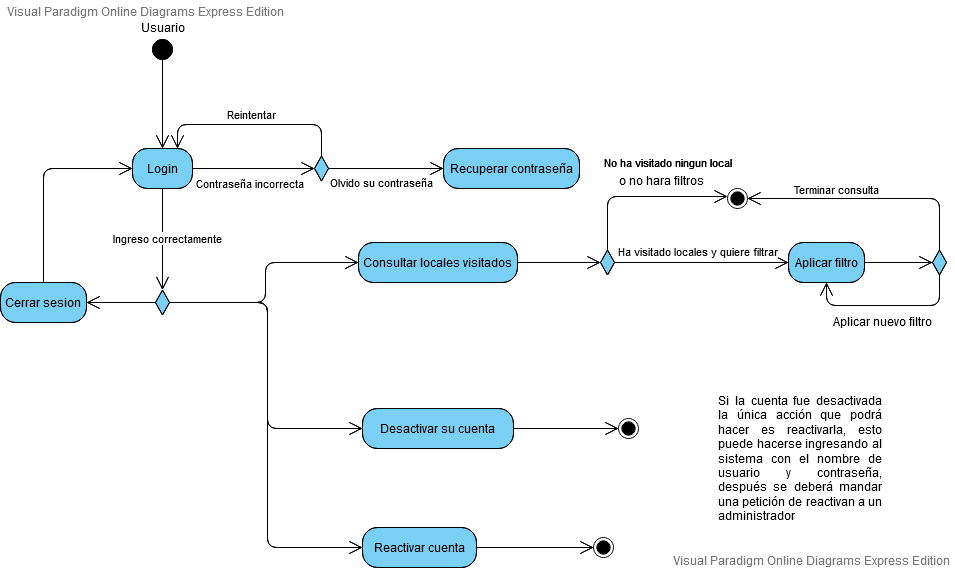 Visual Paradigm Online Diagrams Express Edition
Usuario
Reintentar
Login
Contraseña incorrecta
Olvido su contraseña
Recuperar contraseña
No ha visitado ningun local
o no hara filtros
Terminar consulta
Ingreso correctamente
Consultar locales visitados
Ha visitado locales y quiere filtrar
Aplicar filtro
Cerrar sesion
Aplicar nuevo filtro
Desactivar su cuenta
Si la cuenta fue desactivada
la única acción que podrá
hacer es reactivarla, esto
puede hacerse ingresando al
sistema con el nombre de
usuario y contraseña,
después se deberá mandar
una petición de reactivan a un
administrador
Reactivar cuenta
Visual Paradigm Online Diagrams Express Edition